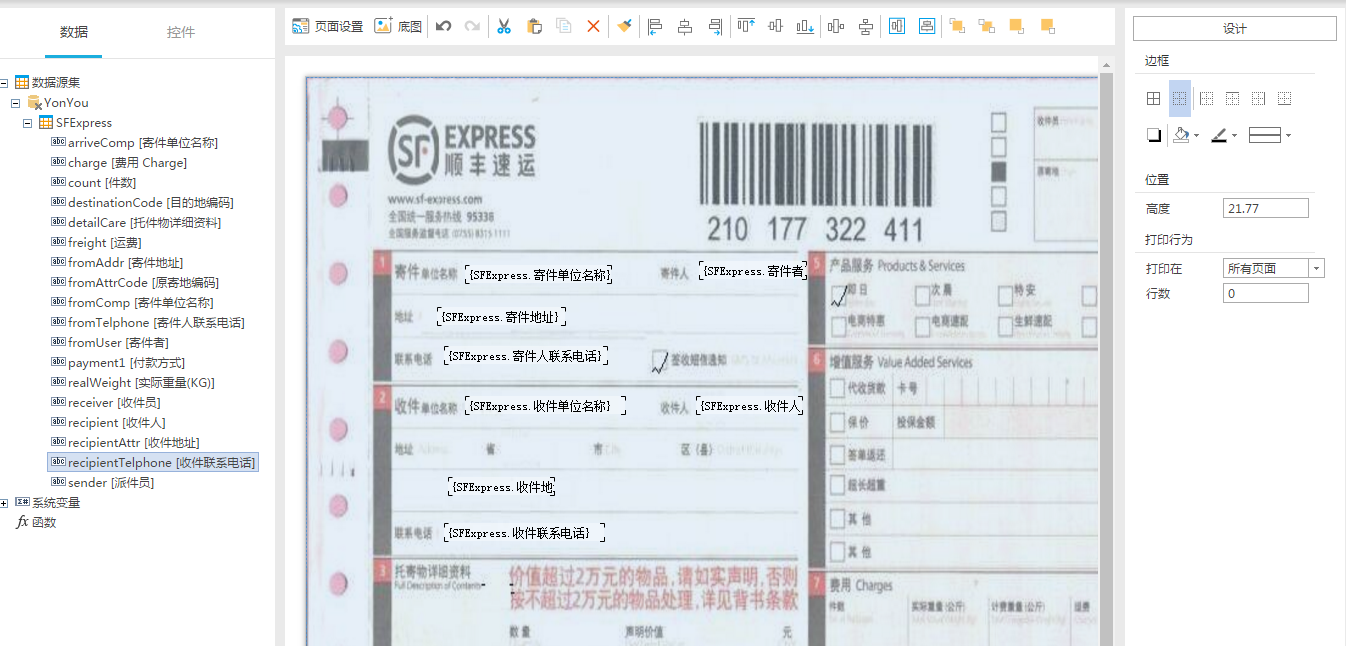 数据
控件
数据源集
YonYou
SFExpress
arriveComp [寄件单位名称]
charge [费用 Charge]
count [件数]
destinationCode [目的地编码]
detailCare [托件物详细资料]
freight [运费]
fromAddr [寄件地址]
fromAttrCode [原寄地编码]
fromComp [寄件单位名称]
fromTelphone [寄件人联系电话]
fromUser [寄件者]
payment1 [付款方式]
realWeight [实际重量(KG)]
receiver [收件员]
recipient [收件人]
recipientAttr [收件地址]
recipientTelphone [收件联系电话]
sender [派件员]
系统变量
fx 函数
页面设置
底图
SF EXPRESS
顺丰速运
www.sf-express.com
全国统一服务热线 95338
全国服务监督电话 (0755) 8315 1111
210 177 322 411
收件员
原寄地
1 寄件 单位名称 {SFExpress.寄件单位名称} 寄件人 {SFExpress.寄件者}
地址 {SFExpress.寄件地址}
联系电话 {SFExpress.寄件人联系电话} 签收短信通知
2 收件 单位名称 {SFExpress.收件单位名称} 收件人 {SFExpress.收件人}
地址 省 市 区(县)
{SFExpress.收件地
联系电话 {SFExpress.收件联系电话}
3 托寄物详细资料
Full Description of Contents
价值超过2万元的物品,请如实声明,否则
按不超过2万元的物品处理,详见背书条款
数量 声明价值 元
5 产品服务 Products & Services
即日 次晨 特安
电商特惠 电商速配 生鲜速配
6 增值服务 Value Added Services
代收货款 卡号
保价 投保金额
签单返还
超长超重
其他
其他
7 费用 Charges
件数 实际重量(公斤) 计费重量(公斤) 运费
设计
边框
位置
高度 21.77
打印行为
打印在 所有页面
行数 0